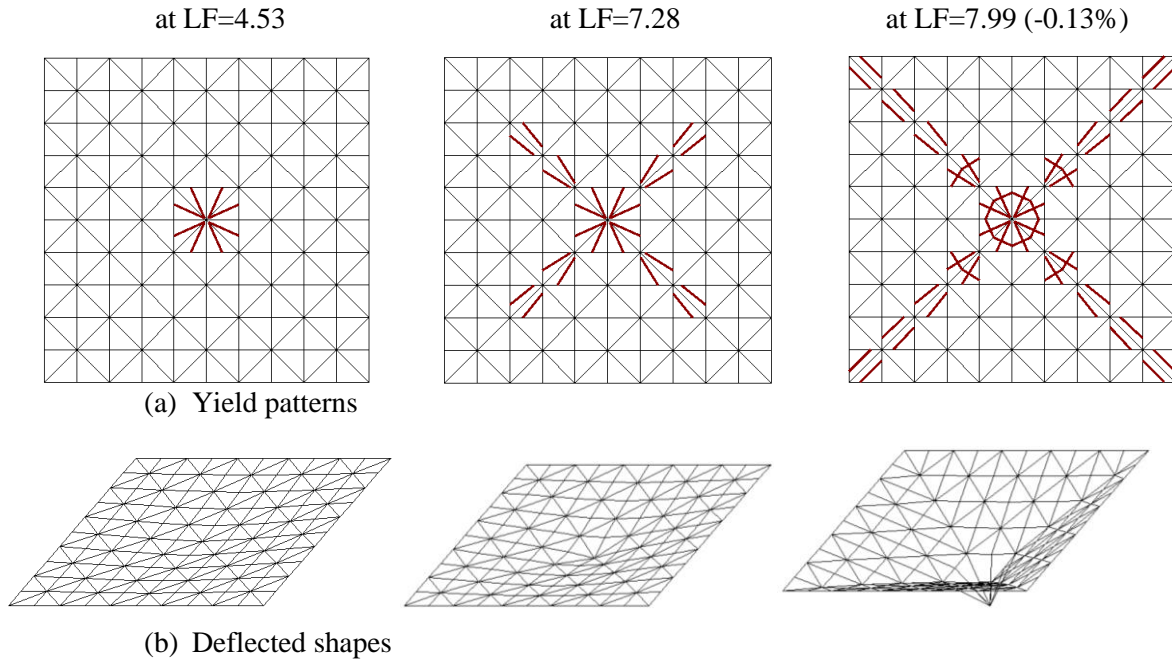 at LF=4.53 at LF=7.28 at LF=7.99 (-0.13%)
(a) Yield patterns
(b) Deflected shapes